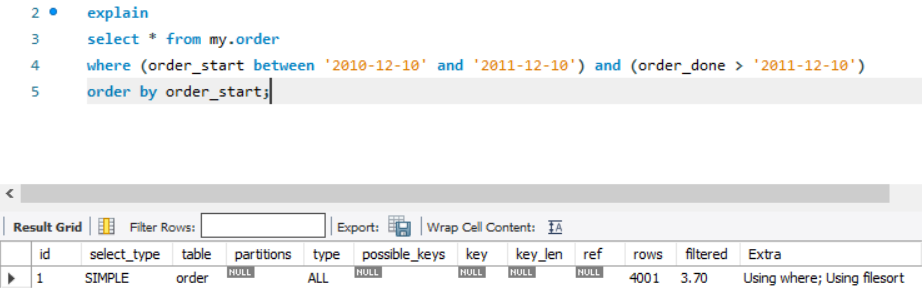 2 explain
3 select * from my.order
4 where (order_start between '2010-12-10' and '2011-12-10') and (order_done > '2011-12-10')
5 order by order_start;
Result Grid Filter Rows: Export: Wrap Cell Content: IA
id select_type table partitions type possible_keys key key_len ref rows filtered Extra
1 SIMPLE order NULL ALL NULL NULL NULL NULL 4001 3.70 Using where; Using filesort